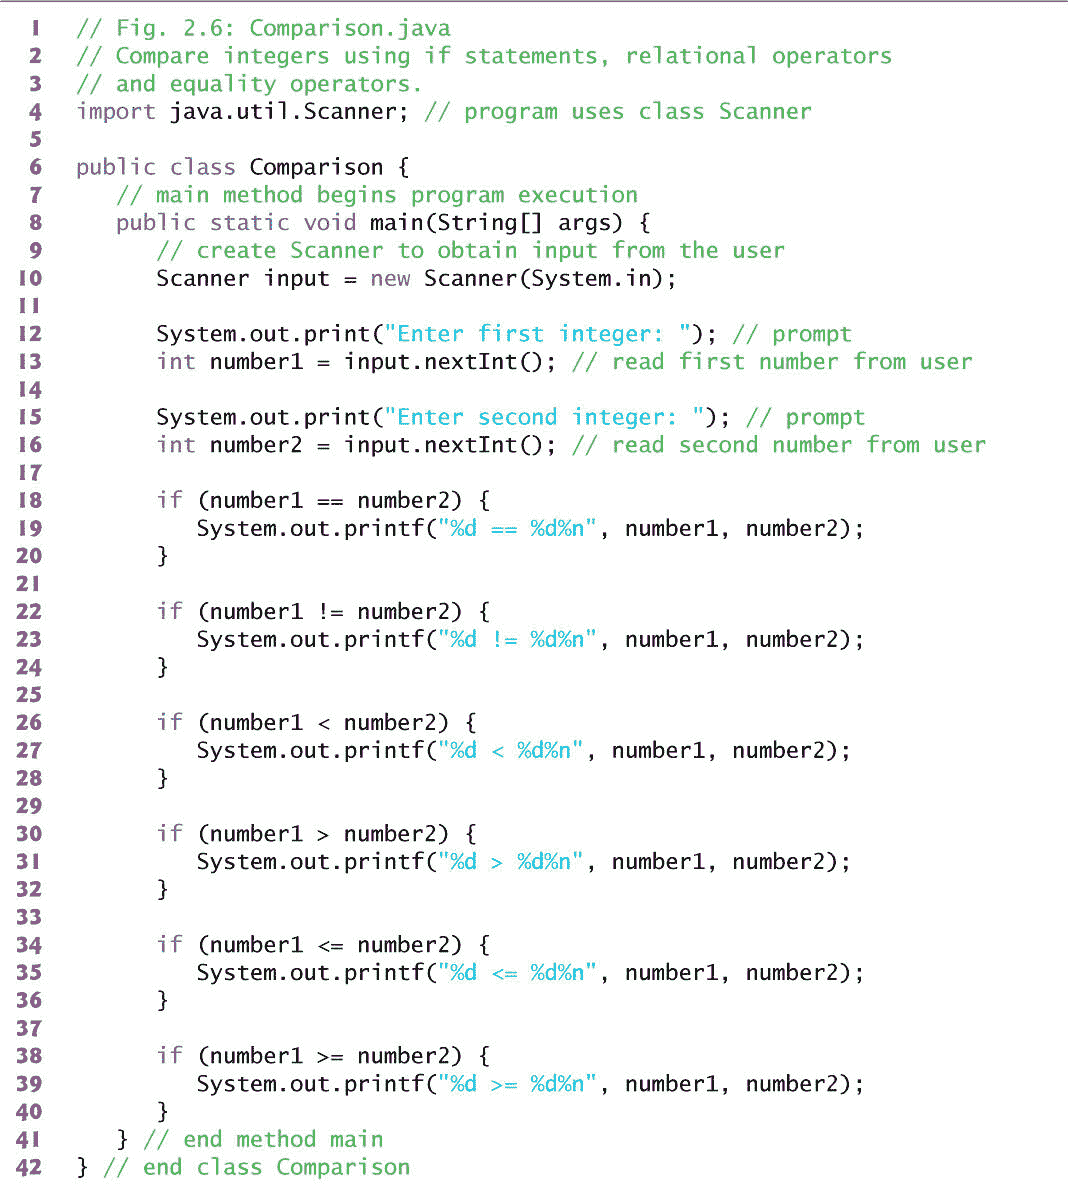 1 // Fig. 2.6: Comparison.java
2 // Compare integers using if statements, relational operators
3 // and equality operators.
4 import java.util.Scanner; // program uses class Scanner
5
6 public class Comparison {
7    // main method begins program execution
8    public static void main(String[] args) {
9       // create Scanner to obtain input from the user
10       Scanner input = new Scanner(System.in);
11
12       System.out.print("Enter first integer: "); // prompt
13       int number1 = input.nextInt(); // read first number from user
14
15       System.out.print("Enter second integer: "); // prompt
16       int number2 = input.nextInt(); // read second number from user
17
18       if (number1 == number2) {
19          System.out.printf("%d == %d%n", number1, number2);
20       }
21
22       if (number1 != number2) {
23          System.out.printf("%d != %d%n", number1, number2);
24       }
25
26       if (number1 < number2) {
27          System.out.printf("%d < %d%n", number1, number2);
28       }
29
30       if (number1 > number2) {
31          System.out.printf("%d > %d%n", number1, number2);
32       }
33
34       if (number1 <= number2) {
35          System.out.printf("%d <= %d%n", number1, number2);
36       }
37
38       if (number1 >= number2) {
39          System.out.printf("%d >= %d%n", number1, number2);
40       }
41    } // end method main
42 } // end class Comparison